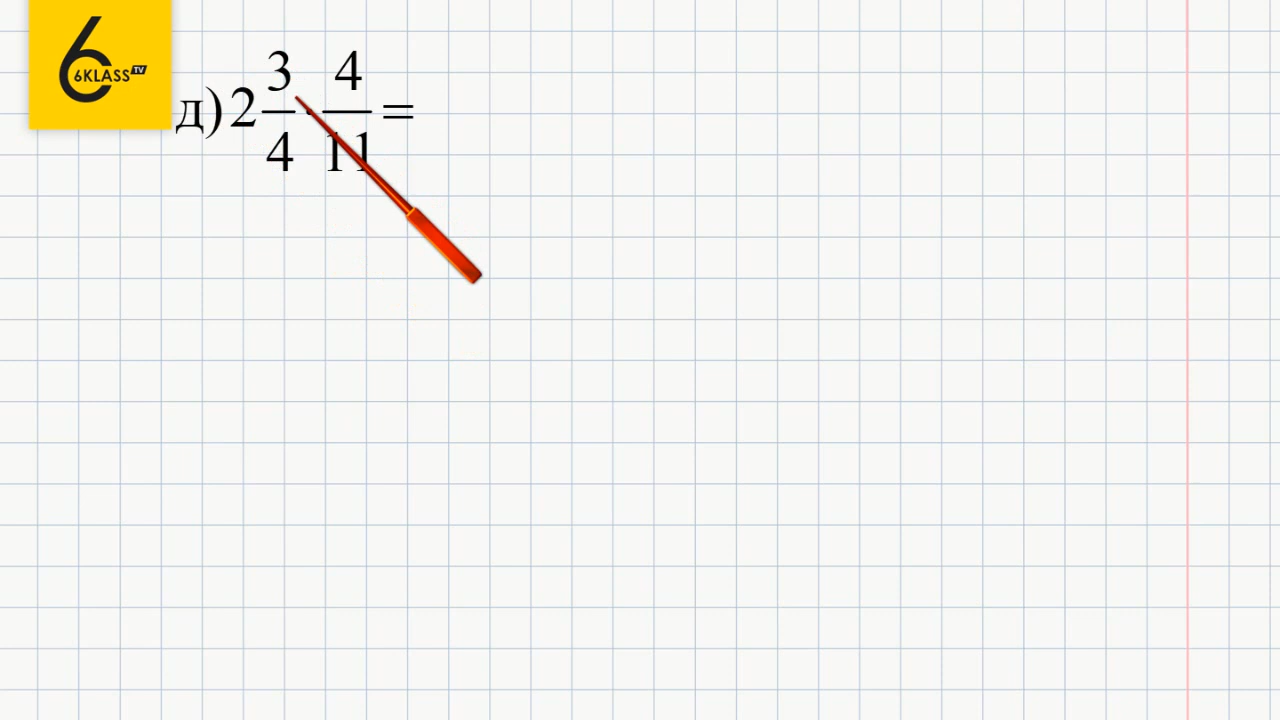 6KLASS TV
д) 2 3/4 · 4/11 =